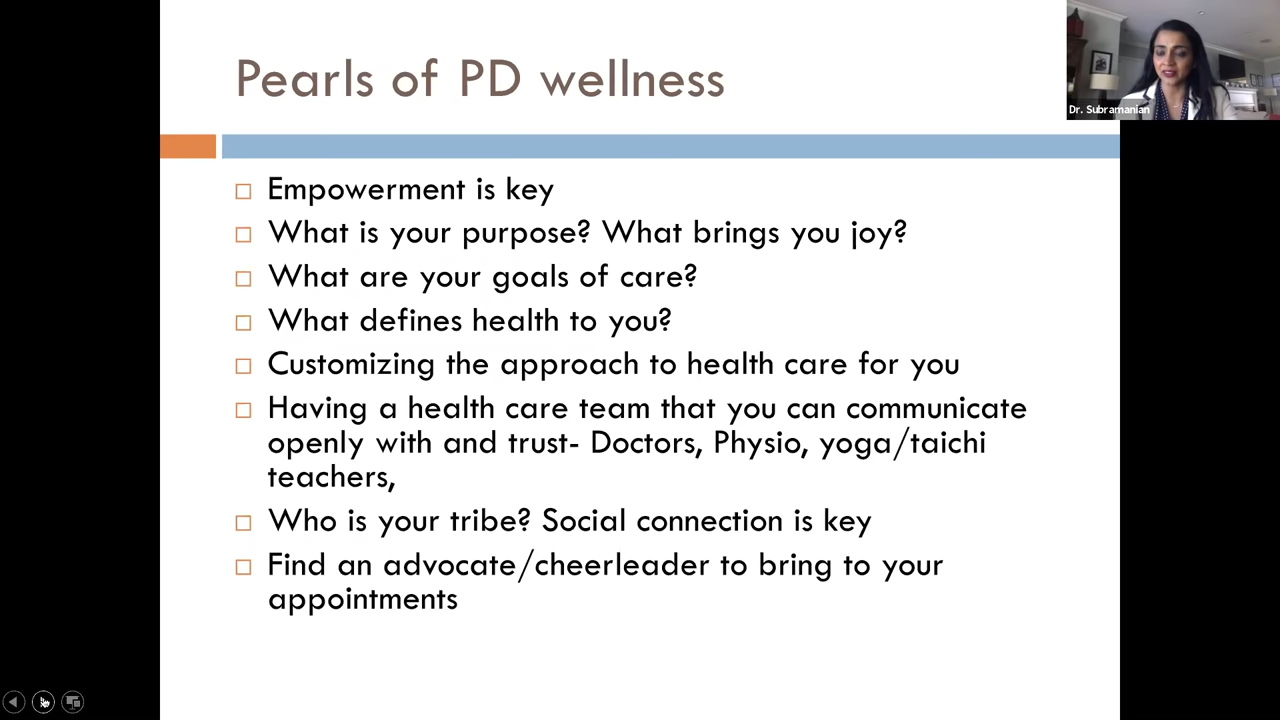 Pearls of PD wellness
Dr. Subramanian
Empowerment is key
What is your purpose? What brings you joy?
What are your goals of care?
What defines health to you?
Customizing the approach to health care for you
Having a health care team that you can communicate
openly with and trust- Doctors, Physio, yoga/taichi
teachers,
Who is your tribe? Social connection is key
Find an advocate/cheerleader to bring to your
appointments